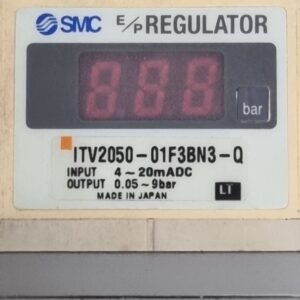 SMC E/P REGULATOR
888
bar
ITV2050-01F3BN3-Q
INPUT 4~20mADC
OUTPUT 0.05~9bar
MADE IN JAPAN
LT